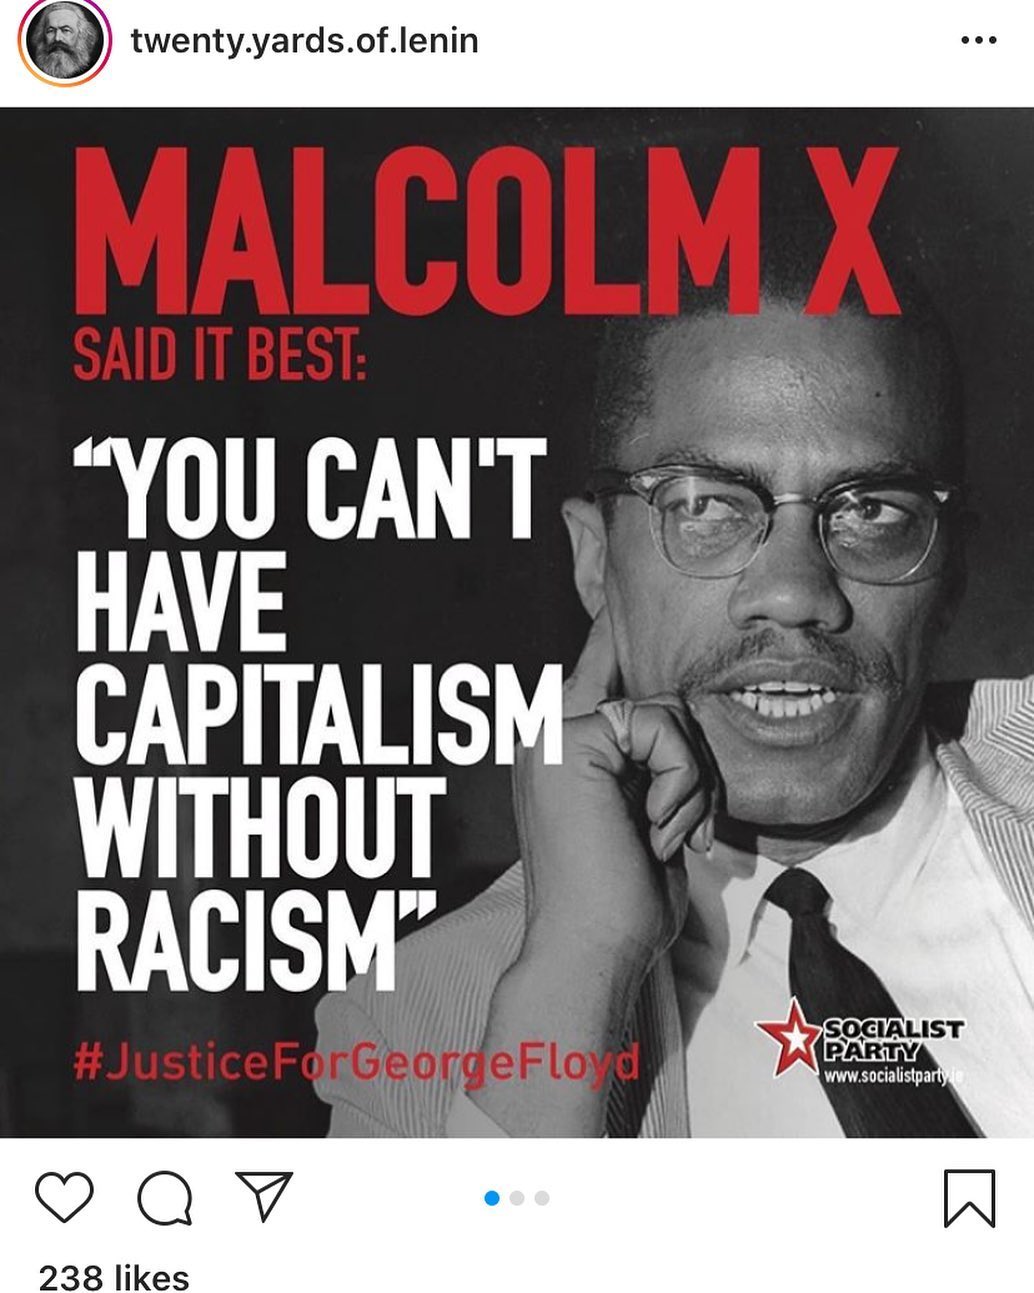 twenty.yards.of.lenin
MALCOLM X
SAID IT BEST:
“YOU CAN'T
HAVE
CAPITALISM
WITHOUT
RACISM”
#JusticeForGeorgeFloyd
SOCIALIST
PARTY
www.socialistparty.ie
238 likes